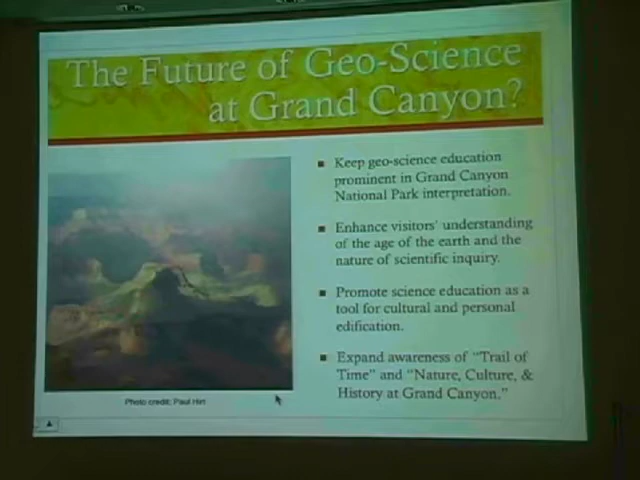 The Future of Geo-Science
at Grand Canyon?
Keep geo-science education
prominent in Grand Canyon
National Park interpretation.
Enhance visitors' understanding
of the age of the earth and the
nature of scientific inquiry.
Promote science education as a
tool for cultural and personal
edification.
Expand awareness of "Trail of
Time" and "Nature, Culture, &
History at Grand Canyon."
Photo credit: Paul Hirt